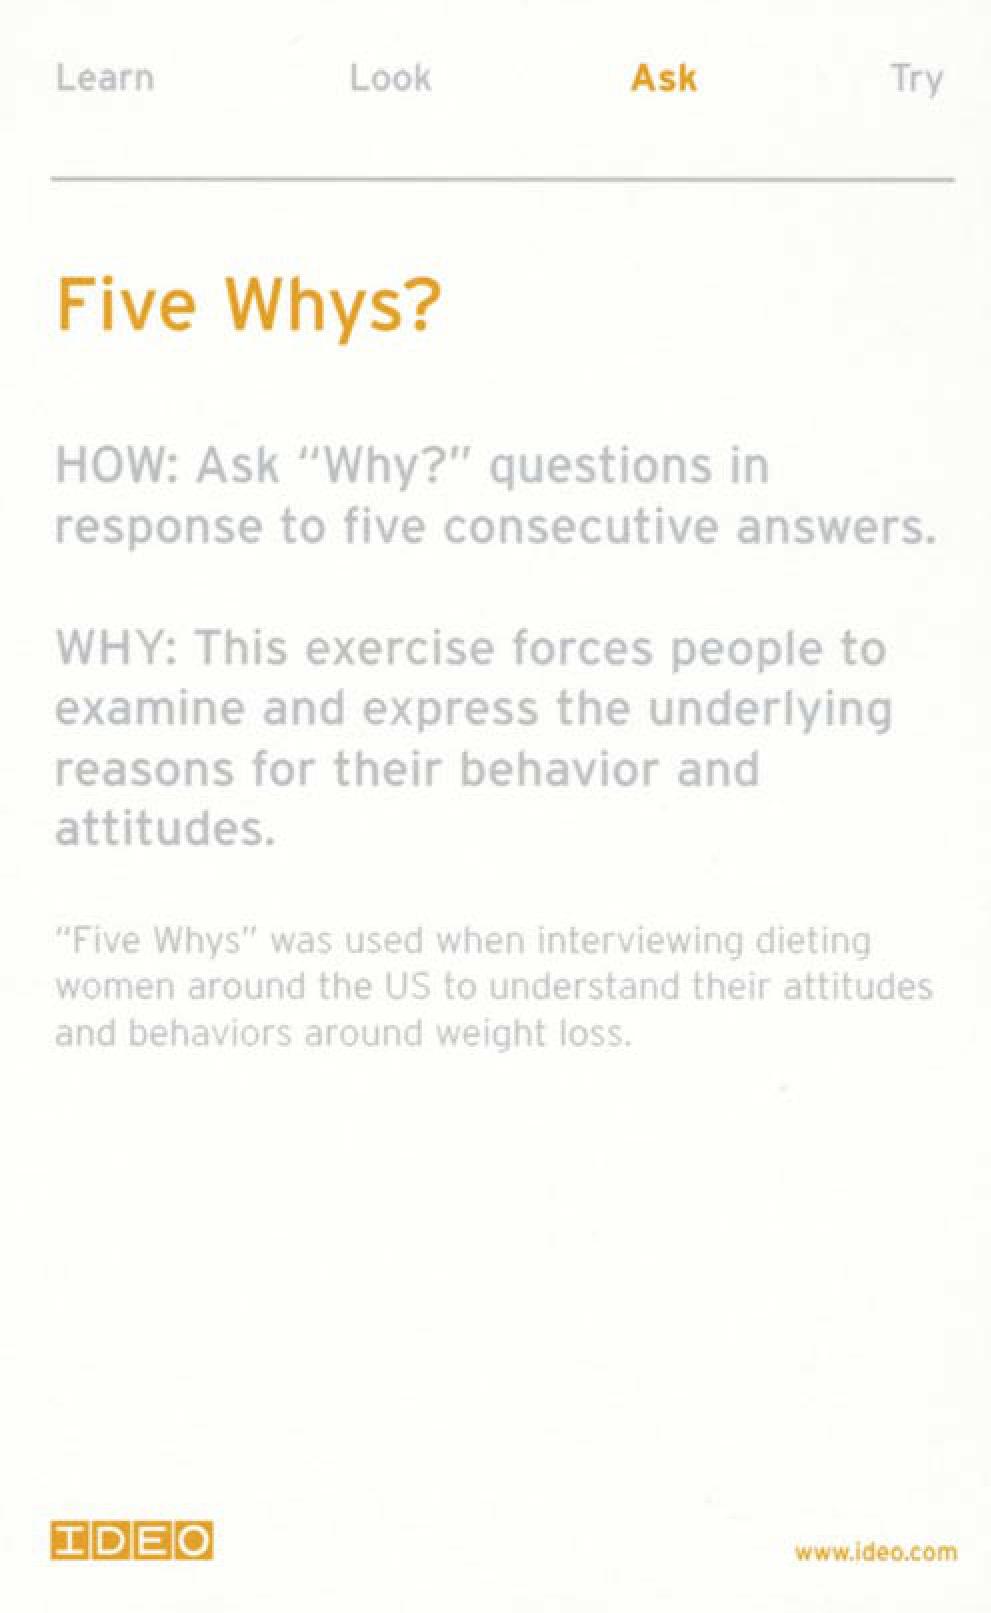 Learn Look Ask Try
Five Whys?
HOW: Ask “Why?” questions in
response to five consecutive answers.
WHY: This exercise forces people to
examine and express the underlying
reasons for their behavior and
attitudes.
“Five Whys” was used when interviewing dieting
women around the US to understand their attitudes
and behaviors around weight loss.
IDEO
www.ideo.com